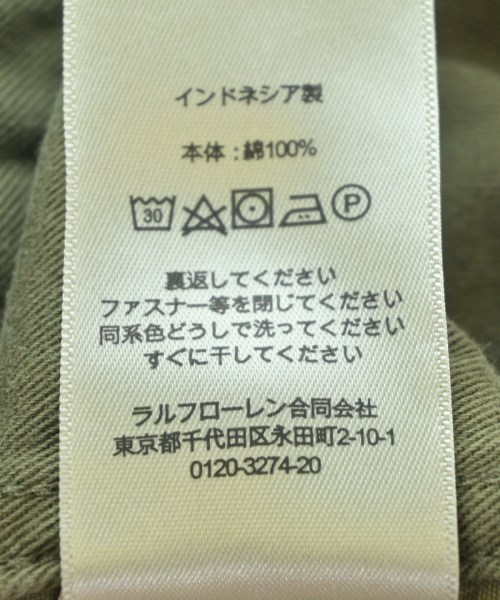 インドネシア製
本体：綿100%
30 P
裏返してください
ファスナー等を閉じてください
同系色どうしで洗ってください
すぐに干してください
ラルフローレン合同会社
東京都千代田区永田町2-10-1
0120-3274-20